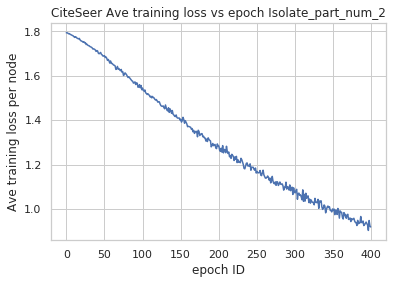 CiteSeer Ave training loss vs epoch Isolate_part_num_2
Ave training loss per node
1.8
1.6
1.4
1.2
1.0
0 50 100 150 200 250 300 350 400
epoch ID